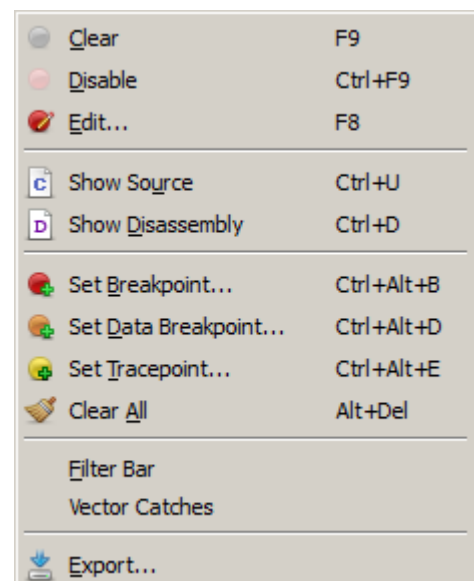 Clear F9
Disable Ctrl+F9
Edit... F8
C Show Source Ctrl+U
D Show Disassembly Ctrl+D
Set Breakpoint... Ctrl+Alt+B
Set Data Breakpoint... Ctrl+Alt+D
Set Tracepoint... Ctrl+Alt+E
Clear All Alt+Del
Filter Bar
Vector Catches
Export...